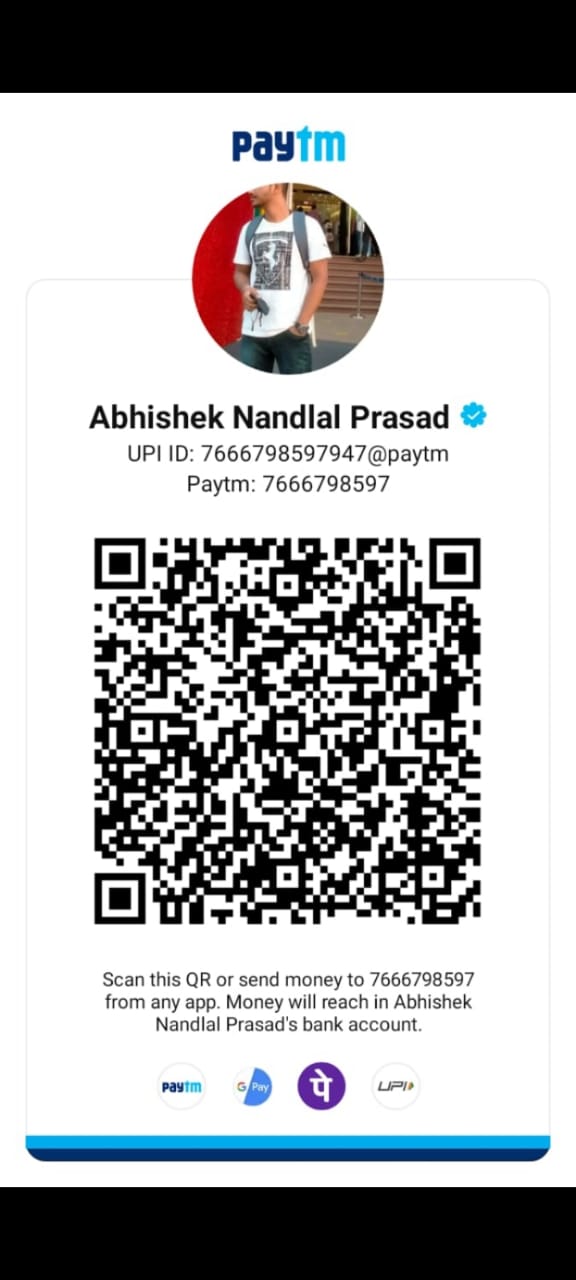 paytm
Abhishek Nandlal Prasad
UPI ID: 7666798597947@paytm
Paytm: 7666798597
Scan this QR or send money to 7666798597
from any app. Money will reach in Abhishek
Nandlal Prasad's bank account.
paytm G Pay पे UPI